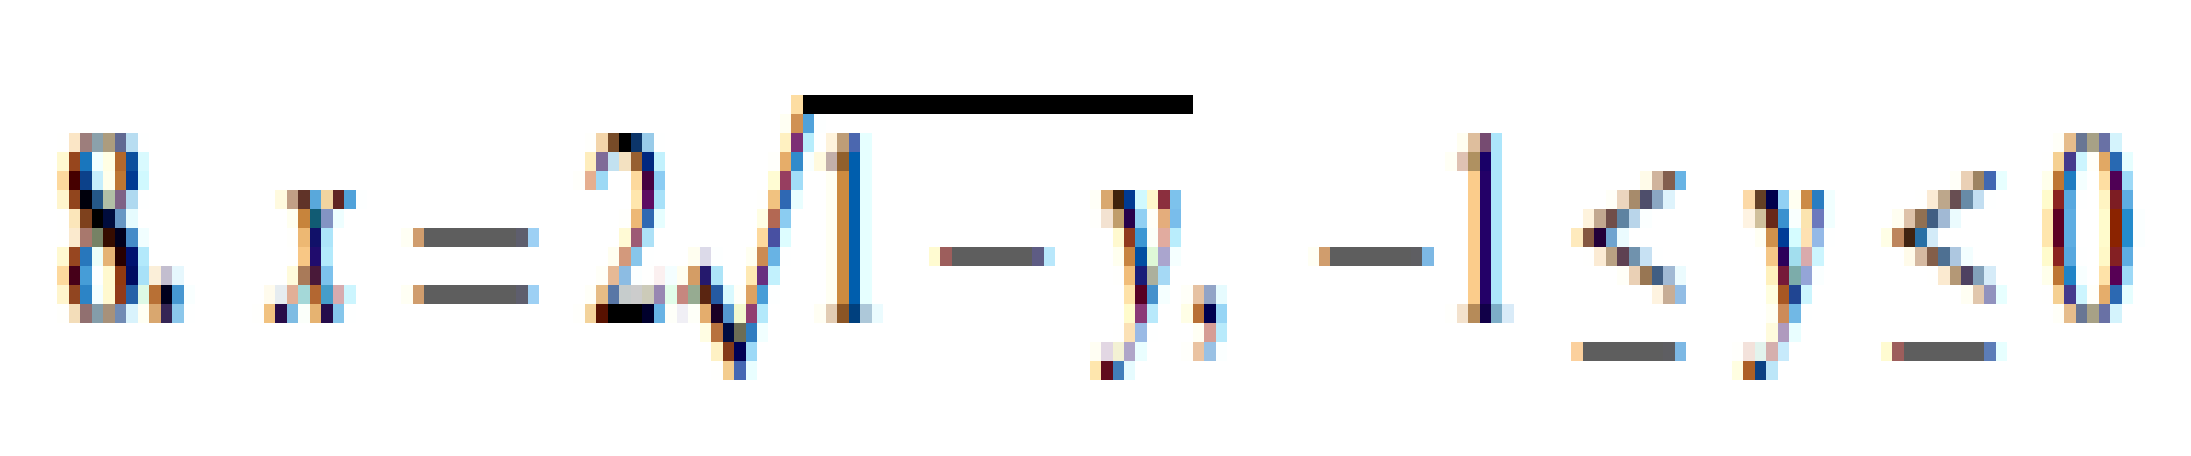 8. x = 2√(1 − y), −1 ≤ y ≤ 0